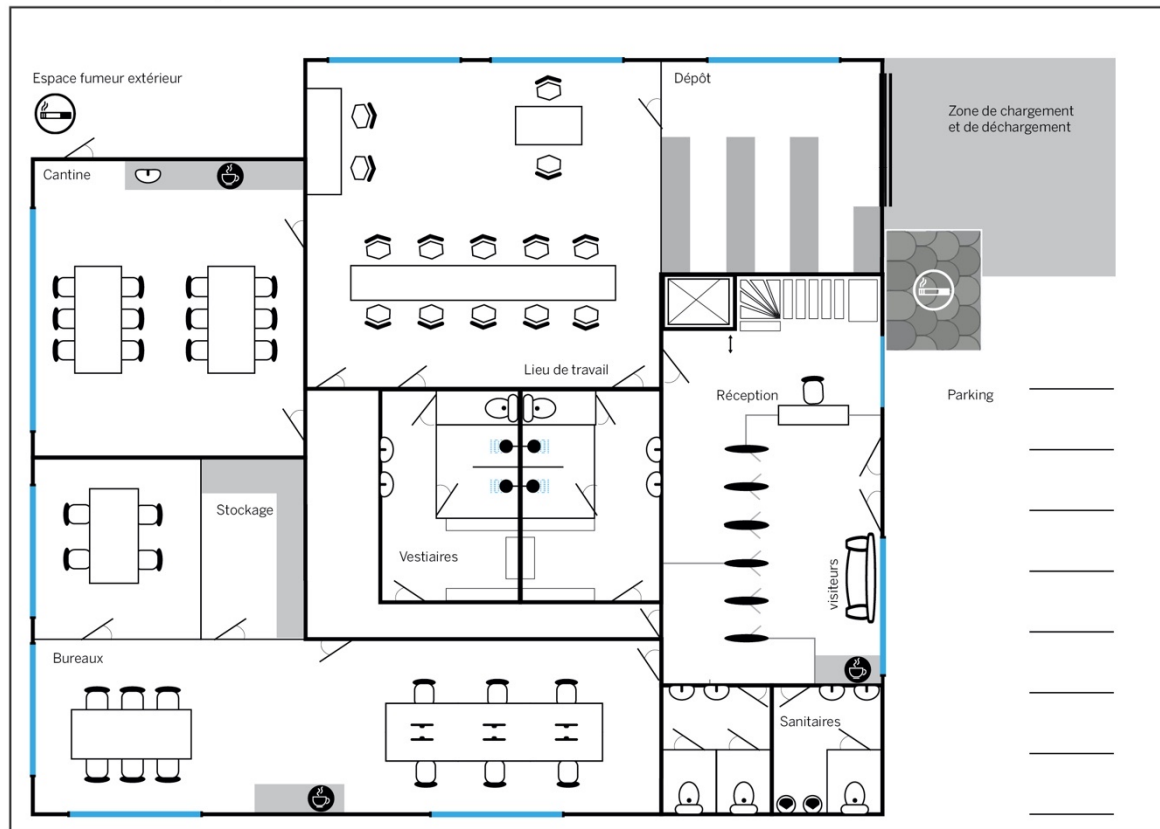 Espace fumeur extérieur
Dépôt
Zone de chargement
et de déchargement
Cantine
Lieu de travail
Réception
Parking
Stockage
Vestiaires
visiteurs
Bureaux
Sanitaires